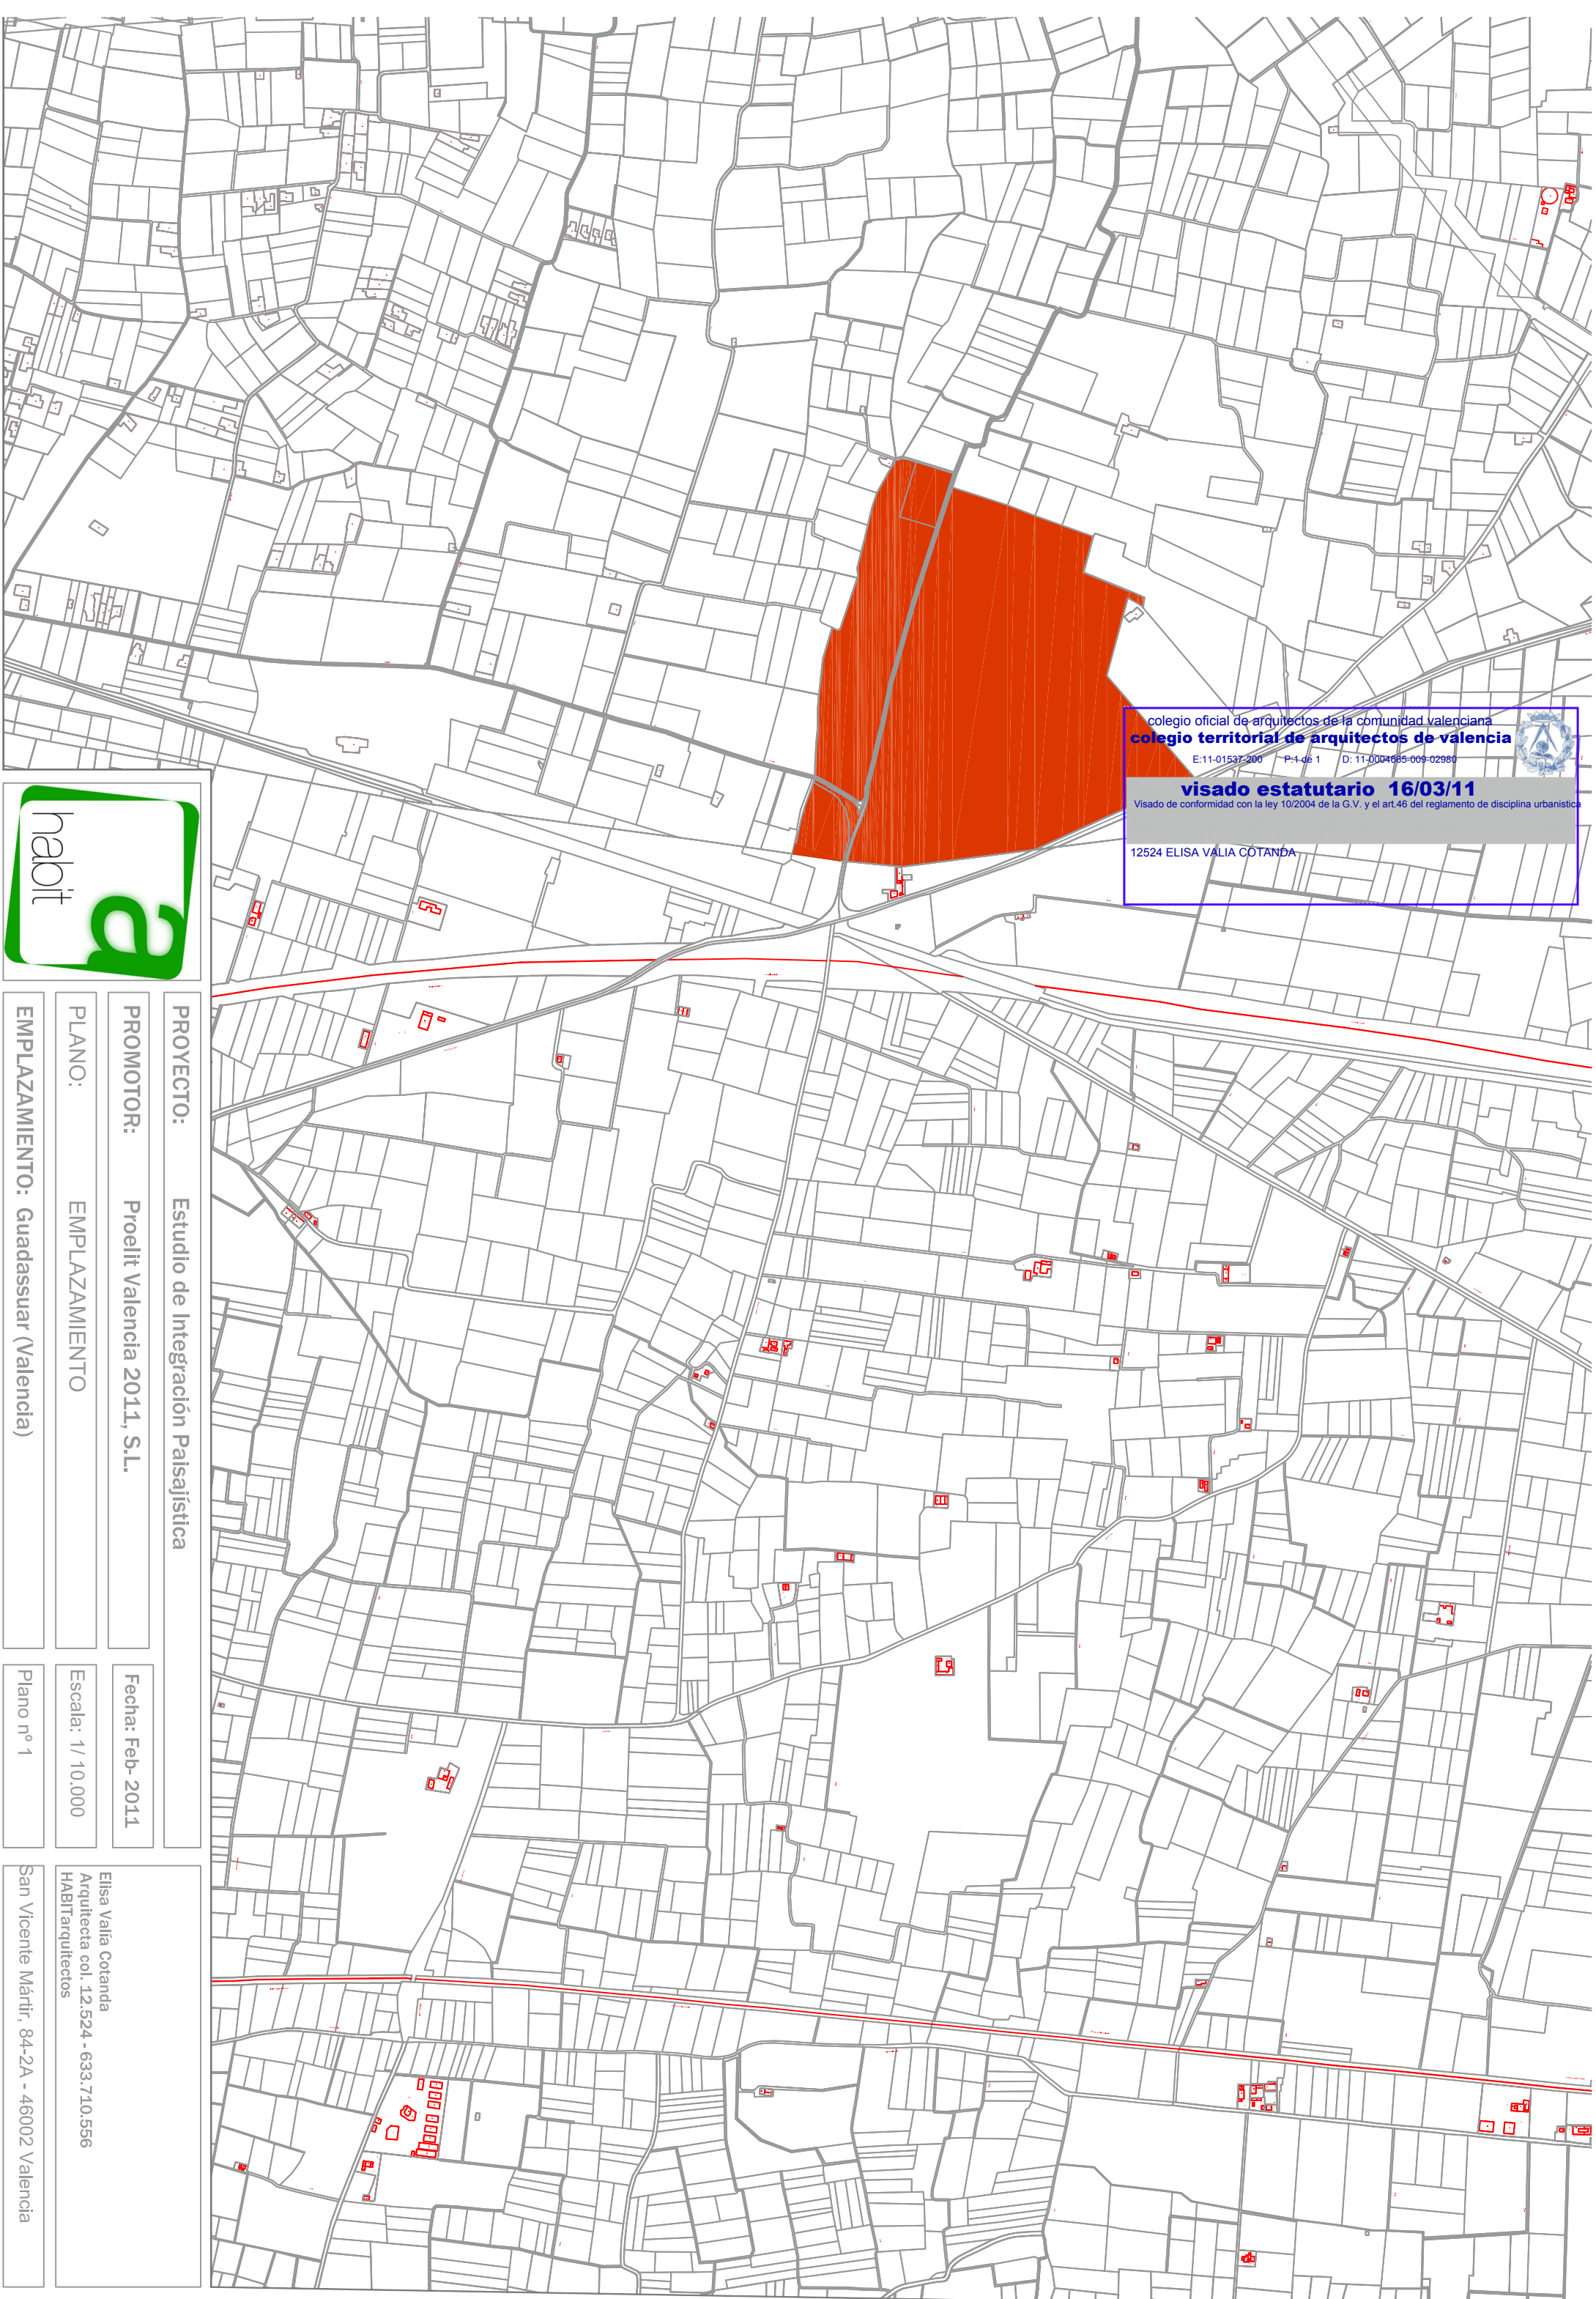 colegio oficial de arquitectos de la comunidad valenciana
colegio territorial de arquitectos de valencia
E:11-01537-200 P:1 de 1 D: 11-0004685-009-02980
visado estatutario 16/03/11
Visado de conformidad con la ley 10/2004 de la G.V. y el art.46 del reglamento de disciplina urbanistica
12524 ELISA VALIA COTANDA
habit
a
PROYECTO: Estudio de Integración Paisajística
PROMOTOR: Proelit Valencia 2011, S.L.
Fecha: Feb- 2011
PLANO: EMPLAZAMIENTO
Escala: 1/ 10.000
EMPLAZAMIENTO: Guadassuar (Valencia)
Plano nº 1
Elisa Valía Cotanda
Arquitecta col. 12.524 - 633.710.556
HABITarquitectos
San Vicente Mártir, 84-2A - 46002 Valencia